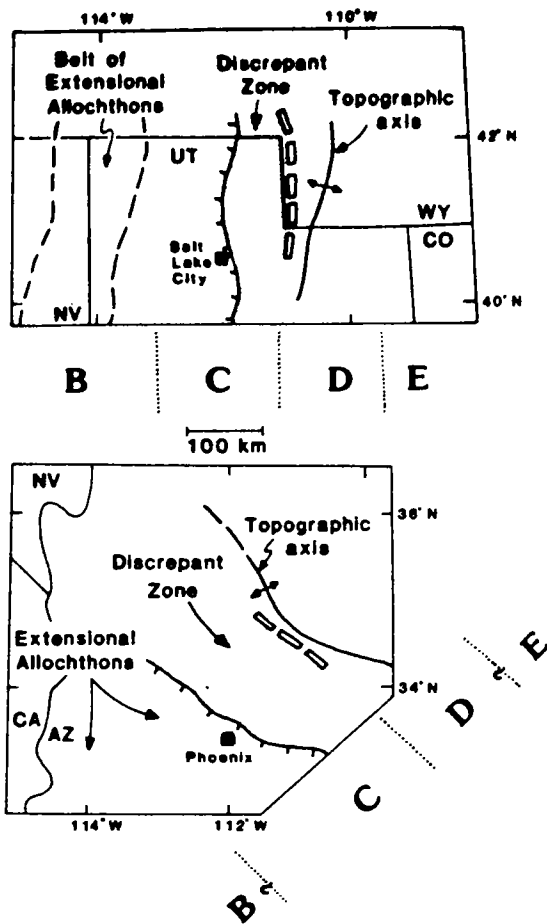 114°W
110°W
Belt of
Extensional
Allochthons
Discrepant
Zone
Topographic
axis
42°N
UT
WY
CO
Salt
Lake
City
NV
40°N
B
C
D
E
100 km
NV
36°N
Topographic
axis
Discrepant
Zone
Extensional
Allochthons
34°N
CA
AZ
Phoenix
114°W
112°W
E
D
C
B